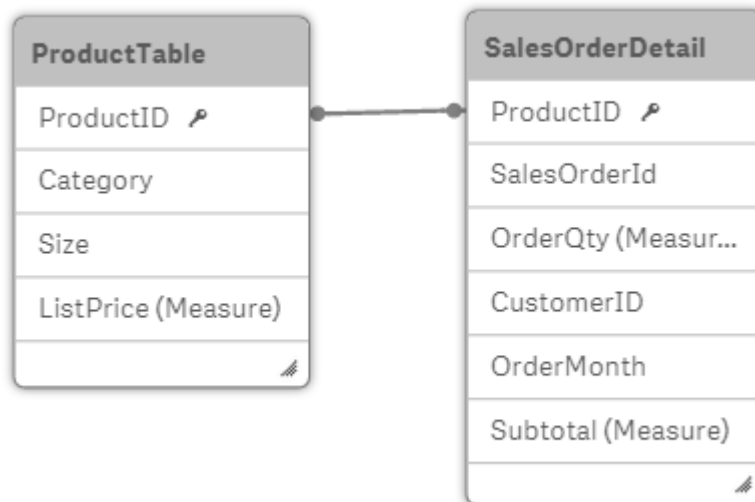 ProductTable
ProductID
Category
Size
ListPrice (Measure)
SalesOrderDetail
ProductID
SalesOrderId
OrderQty (Measur...
CustomerID
OrderMonth
Subtotal (Measure)